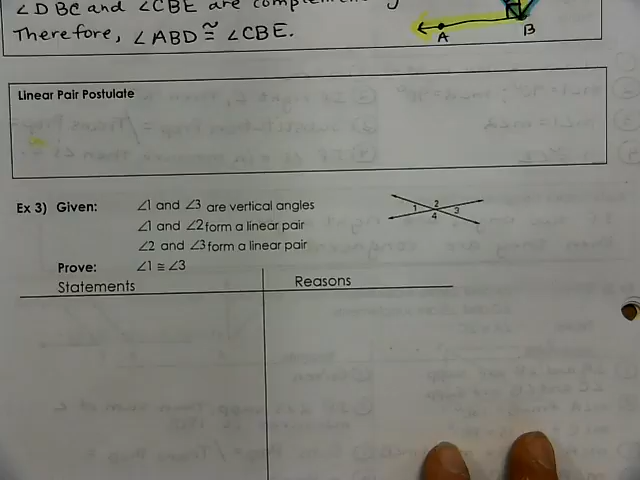 ∠DBC and ∠CBE are
Therefore, ∠ABD ≅ ∠CBE.
A
B
Linear Pair Postulate
Ex 3) Given: ∠1 and ∠3 are vertical angles
∠1 and ∠2 form a linear pair
∠2 and ∠3 form a linear pair
Prove: ∠1 ≅ ∠3
Statements Reasons
1 2 3
4